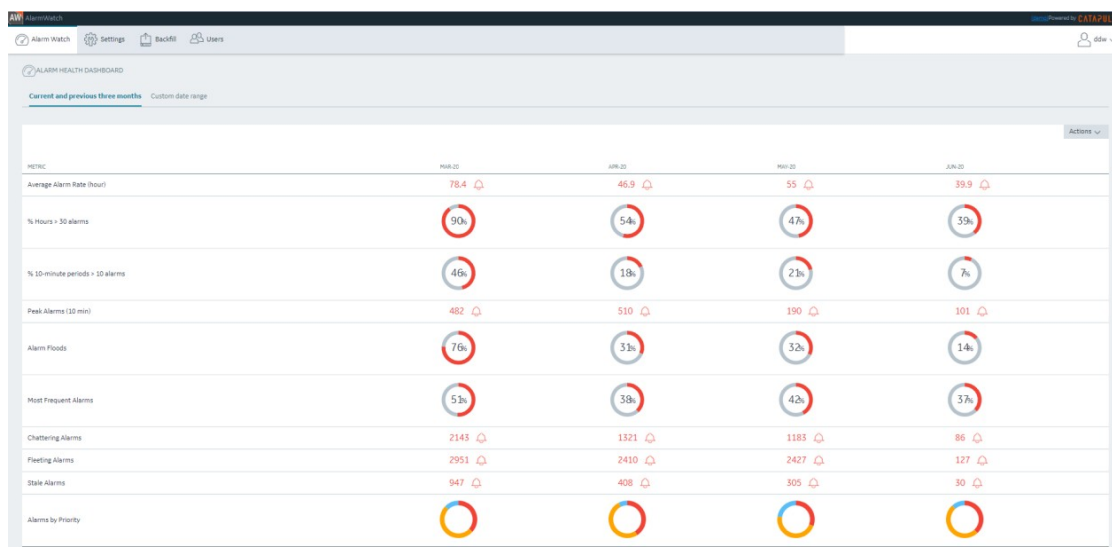 AW AlarmWatch Demo Powered by CATAPUL
Alarm Watch Settings Backfill Users ddw
ALARM HEALTH DASHBOARD
Current and previous three months Custom date range
Actions
METRIC MAR-20 APR-20 MAY-20 JUN-20
Average Alarm Rate (hour) 78.4 46.9 55 39.9
% Hours > 30 alarms 90% 54% 47% 39%
% 10-minute periods > 10 alarms 46% 18% 21% 7%
Peak Alarms (10 min) 482 510 190 101
Alarm Floods 76% 31% 32% 14%
Most Frequent Alarms 51% 38% 42% 37%
Chattering Alarms 2143 1321 1183 86
Fleeting Alarms 2951 2410 2427 127
Stale Alarms 947 408 305 30
Alarms by Priority